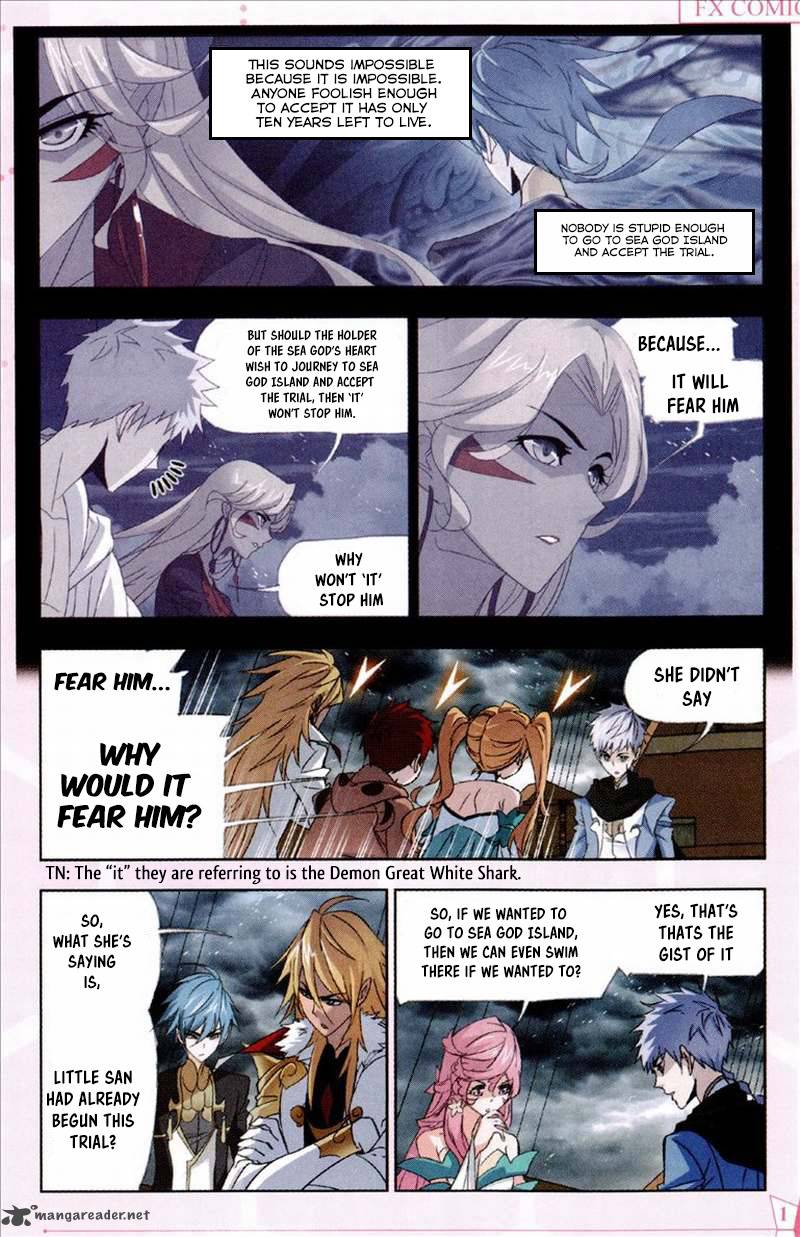 FX COMIC
THIS SOUNDS IMPOSSIBLE
BECAUSE IT IS IMPOSSIBLE.
ANYONE FOOLISH ENOUGH
TO ACCEPT IT HAS ONLY
TEN YEARS LEFT TO LIVE.
NOBODY IS STUPID ENOUGH
TO GO TO SEA GOD ISLAND
AND ACCEPT THE TRIAL.
BUT SHOULD THE HOLDER
OF THE SEA GOD'S HEART
WISH TO JOURNEY TO SEA
GOD ISLAND AND ACCEPT
THE TRIAL, THEN 'IT'
WON'T STOP HIM.
WHY
WON'T 'IT'
STOP HIM
BECAUSE...
IT WILL
FEAR HIM
FEAR HIM...
WHY
WOULD IT
FEAR HIM?
SHE DIDN'T
SAY
TN: The "it" they are referring to is the Demon Great White Shark.
SO,
WHAT SHE'S
SAYING
IS,
LITTLE SAN
HAD ALREADY
BEGUN THIS
TRIAL?
SO, IF WE WANTED TO
GO TO SEA GOD ISLAND,
THEN WE CAN EVEN SWIM
THERE IF WE WANTED TO?
YES, THAT'S
THATS THE
GIST OF IT
mangareader.net
1